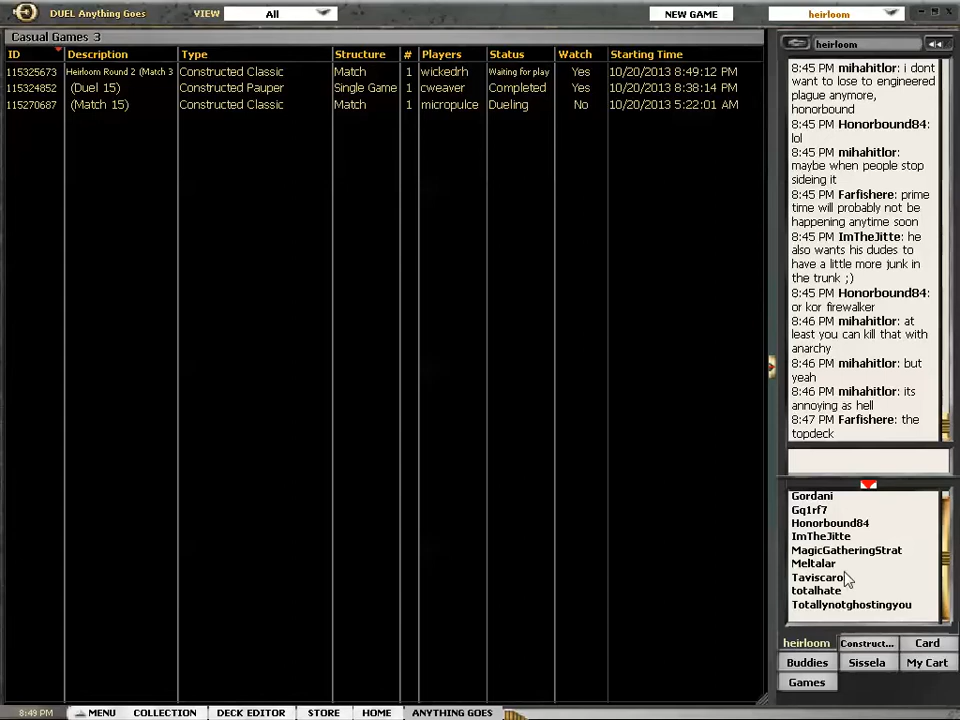 DUEL Anything Goes VIEW All NEW GAME heirloom
Casual Games 3
ID Description Type Structure # Players Status Watch Starting Time
115325673 Heirloom Round 2 (Match 3 Constructed Classic Match 1 wickedrh Waiting for play Yes 10/20/2013 8:49:12 PM
115324852 (Duel 15) Constructed Pauper Single Game 1 cweaver Completed Yes 10/20/2013 8:38:14 PM
115270687 (Match 15) Constructed Classic Match 1 micropulce Dueling No 10/20/2013 5:22:01 AM
heirloom
8:45 PM mihahitlor: i dont
want to lose to engineered
plague anymore,
honorbound
8:45 PM Honorbound84:
lol
8:45 PM mihahitlor:
maybe when people stop
sideing it
8:45 PM Farfishere: prime
time will probably not be
happening anytime soon
8:45 PM ImTheJitte: he
also wants his dudes to
have a little more junk in
the trunk ;)
8:45 PM Honorbound84:
or kor firewalker
8:46 PM mihahitlor: at
least you can kill that with
anarchy
8:46 PM mihahitlor: but
yeah
8:46 PM mihahitlor: its
annoying as hell
8:47 PM Farfishere: the
topdeck
Gordani
Gq1rf7
Honorbound84
ImTheJitte
MagicGatheringStrat
Meltalar
Taviscaro
totalhate
Totallynotghostingyou
heirloom Construct... Card
Buddies Sissela My Cart
Games
8:49 PM MENU COLLECTION DECK EDITOR STORE HOME ANYTHING GOES